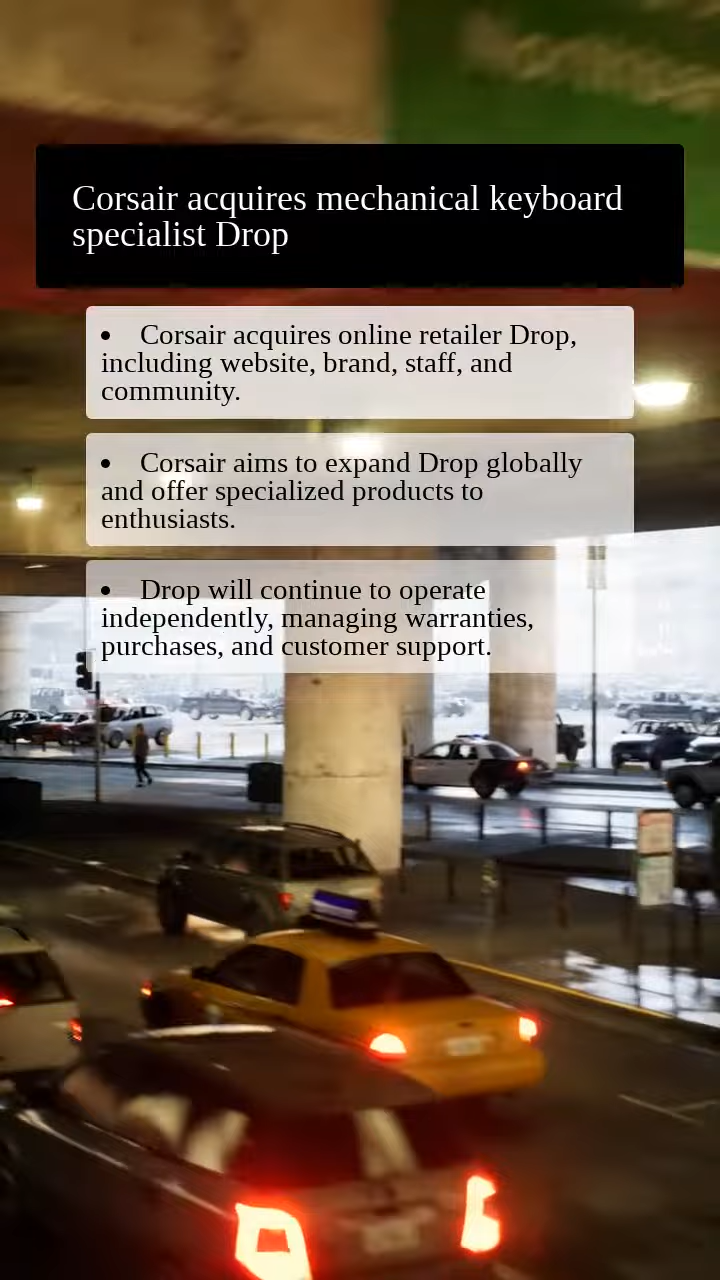 Corsair acquires mechanical keyboard
specialist Drop
• Corsair acquires online retailer Drop,
including website, brand, staff, and
community.
• Corsair aims to expand Drop globally
and offer specialized products to
enthusiasts.
• Drop will continue to operate
independently, managing warranties,
purchases, and customer support.